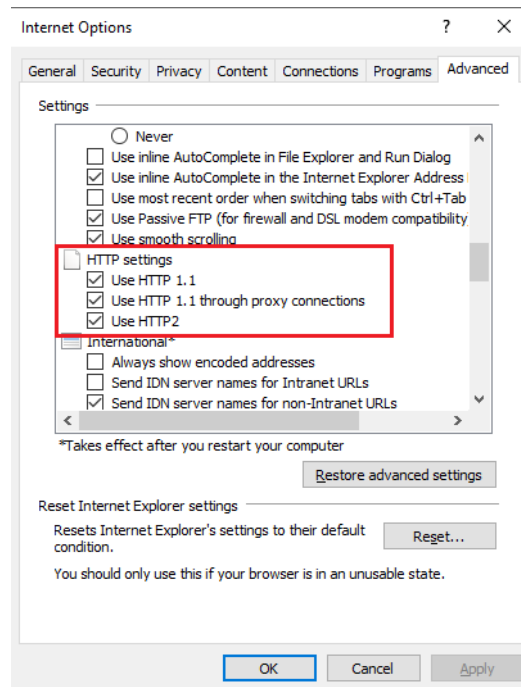 Internet Options ? ✕
General Security Privacy Content Connections Programs Advanced
Settings
Never
Use inline AutoComplete in File Explorer and Run Dialog
Use inline AutoComplete in the Internet Explorer Address
Use most recent order when switching tabs with Ctrl+Tab
Use Passive FTP (for firewall and DSL modem compatibility
Use smooth scrolling
HTTP settings
Use HTTP 1.1
Use HTTP 1.1 through proxy connections
Use HTTP2
International*
Always show encoded addresses
Send IDN server names for Intranet URLs
Send IDN server names for non-Intranet URLs
*Takes effect after you restart your computer
Restore advanced settings
Reset Internet Explorer settings
Resets Internet Explorer's settings to their default
condition.
Reset...
You should only use this if your browser is in an unusable state.
OK Cancel Apply